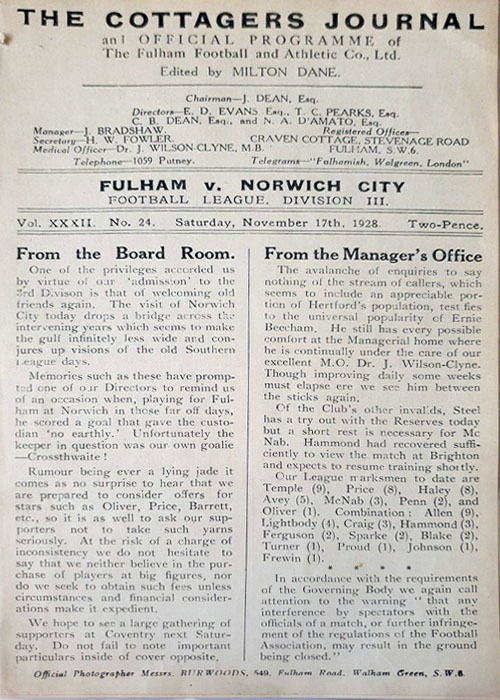 THE COTTAGERS JOURNAL
an1 OFFICIAL PROGRAMME of
The Fulham Football and Athletic Co., Ltd.
Edited by MILTON DANE.
Chairman—J. DEAN, Esq.
Directors—E. D. EVANS Esq., T. C. PEARKS, Esq.
C. B. DEAN, Esq., and N. A. D'AMATO, Esq.
Manager—J. BRADSHAW.
Secretary—H. W. FOWLER.
Medical Officer—Dr. J. WILSON-CLYNE, M.B.
Registered Offices—
CRAVEN COTTAGE, STEVENAGE ROAD
FULHAM, S.W.6.
Telephone—1059 Putney.
Telegrams—"Fulhamish, Walgreen, London"
FULHAM v. NORWICH CITY
FOOTBALL LEAGUE, DIVISION III.
Vol. XXXII. No. 24. Saturday, November 17th, 1928. Two-Pence.
From the Board Room.
One of the privileges accorded us
by virtue of our 'admission' to the
3rd Divison is that of welcoming old
friends again. The visit of Norwich
City today drops a bridge across the
intervening years which seems to make
the gulf infinitely less wide and con-
jures up visions of the old Southern
League days.
Memories such as these have promp-
ted one of our Directors to remind us
of an occasion when, playing for Ful-
ham at Norwich in those far off days,
he scored a goal that gave the custo-
dian 'no earthly.' Unfortunately the
keeper in question was our own goalie
—Crossthwaite !
Rumour being ever a lying jade it
comes as no surprise to hear that we
are prepared to consider offers for
stars such as Oliver, Price, Barrett,
etc., so it is as well to ask our sup-
porters not to take such yarns
seriously. At the risk of a charge of
inconsistency we do not hesitate to
say that we neither believe in the pur-
chase of players at big figures, nor
do we seek to obtain such fees unless
circumstances and financial consider-
ations make it expedient.
We hope to see a large gathering of
supporters at Coventry next Satur-
day. Do not fail to note important
particulars inside of cover opposite.
From the Manager's Office
The avalanche of enquiries to say
nothing of the stream of callers, which
seems to include an appreciable por-
tion of Hertford's population, testifies
to the universal popularity of Ernie
Beecham. He still has every possible
comfort at the Managerial home where
he is continually under the care of our
excellent M.O. Dr. J. Wilson-Clyne.
Though improving daily some weeks
must elapse ere we see him between
the sticks again.
Of the Club's other invalids, Steel
has a try out with the Reserves today
but a short rest is necessary for Mc
Nab. Hammond had recovered suffi-
ciently to view the match at Brighton
and expects to resume training shortly.
Our League marksmen to date are
Temple (9), Price (8), Haley (8),
Avey (5), McNab (3), Penn (2), and
Oliver (1). Combination : Allen (9),
Lightbody (4), Craig (3), Hammond (3),
Ferguson (2), Sparke (2), Blake (2),
Turner (1), Proud (1), Johnson (1),
Frewin (1).
* * * *
In accordance with the requirements
of the Governing Body we again call
attention to the warning "that any
interference by spectators with the
officials of a match, or further infringe-
ment of the regulations of the Football
Association, may result in the ground
being closed."
Official Photographer Messrs. BURWOODS, 549, Fulham Road, Walham Green, S.W.6.